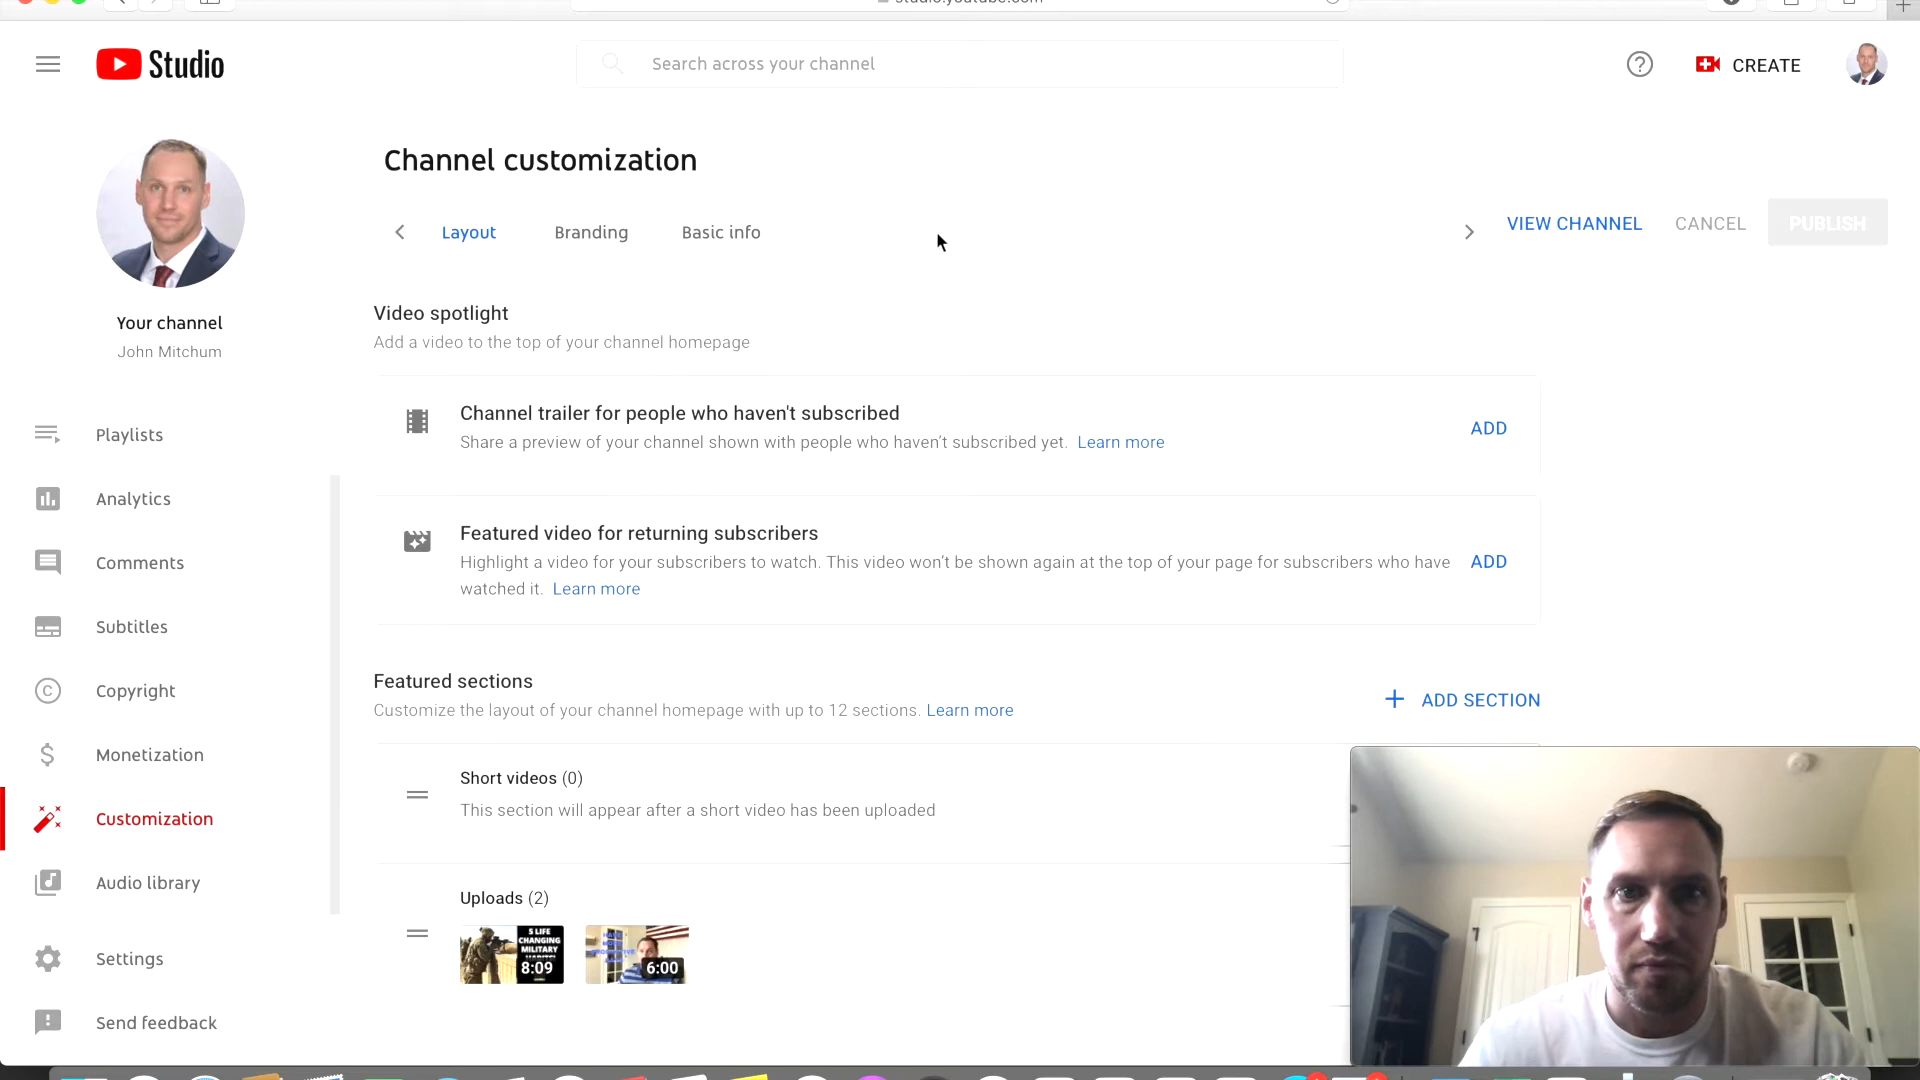 Studio
Search across your channel
CREATE
Channel customization
Layout
Branding
Basic info
VIEW CHANNEL
CANCEL
PUBLISH
Your channel
John Mitchum
Video spotlight
Add a video to the top of your channel homepage
Channel trailer for people who haven't subscribed
Share a preview of your channel shown with people who haven't subscribed yet. Learn more
ADD
Featured video for returning subscribers
Highlight a video for your subscribers to watch. This video won't be shown again at the top of your page for subscribers who have
watched it. Learn more
ADD
Playlists
Analytics
Comments
Subtitles
Copyright
Monetization
Customization
Audio library
Settings
Send feedback
Featured sections
Customize the layout of your channel homepage with up to 12 sections. Learn more
ADD SECTION
Short videos (0)
This section will appear after a short video has been uploaded
Uploads (2)
5 LIFE
CHANGING
MILITARY
8:09
6:00